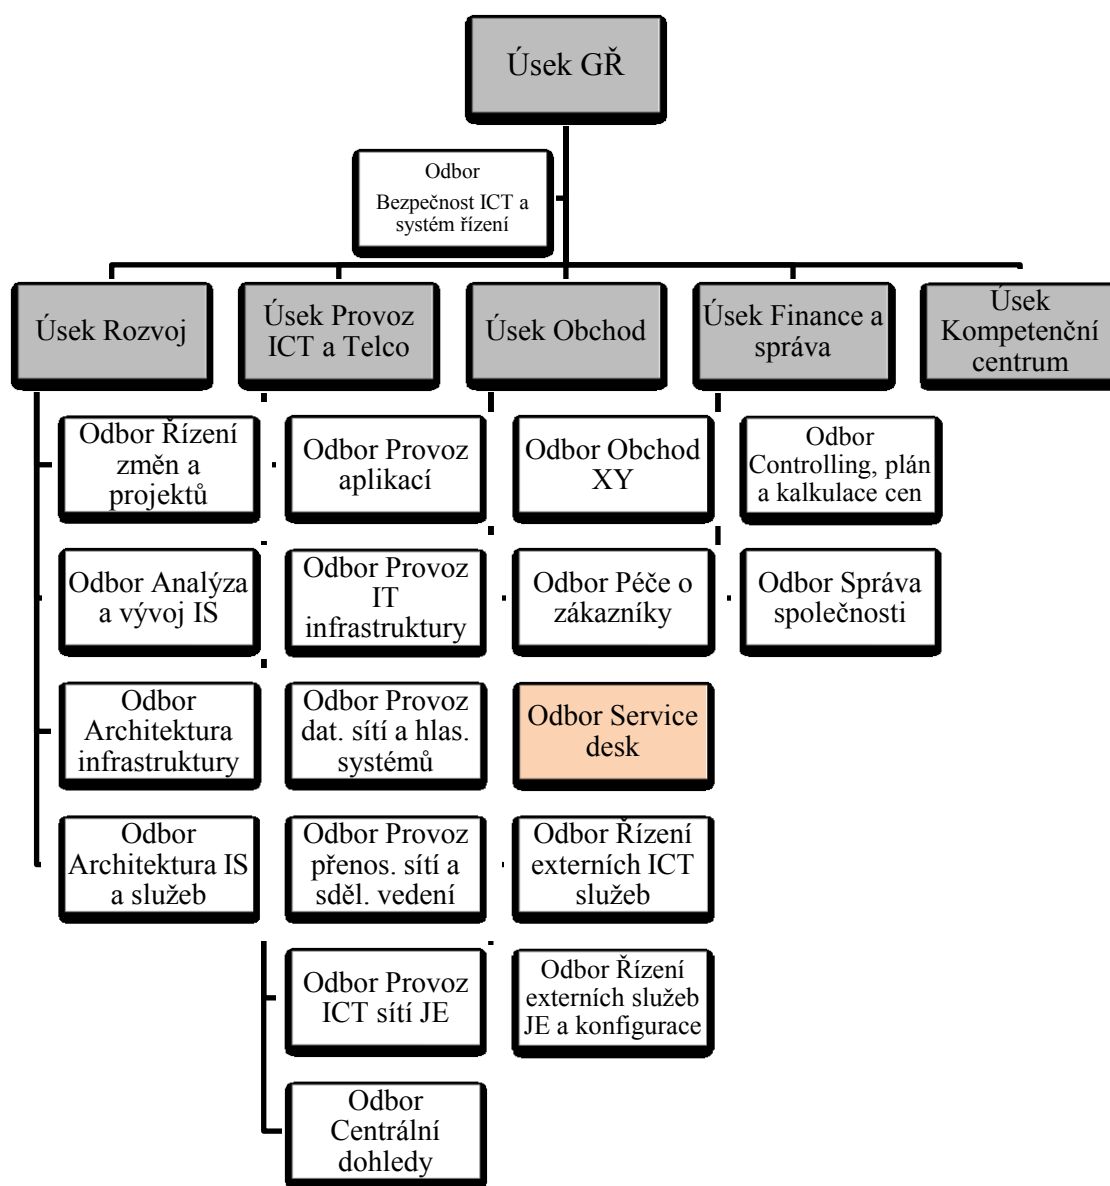 Úsek GŘ
Odbor
Bezpečnost ICT a
systém řízení
Úsek Rozvoj
Úsek Provoz
ICT a Telco
Úsek Obchod
Úsek Finance a
správa
Úsek
Kompetenční
centrum
Odbor Řízení
změn a
projektů
Odbor Provoz
aplikací
Odbor Obchod
XY
Odbor
Controlling, plán
a kalkulace cen
Odbor Analýza
a vývoj IS
Odbor Provoz
IT
infrastruktury
Odbor Péče o
zákazníky
Odbor Správa
společnosti
Odbor
Architektura
infrastruktury
Odbor Provoz
dat. sítí a hlas.
systémů
Odbor Service
desk
Odbor
Architektura IS
a služeb
Odbor Provoz
přenos. sítí a
sděl. vedení
Odbor Řízení
externích ICT
služeb
Odbor Provoz
ICT sítí JE
Odbor Řízení
externích služeb
JE a konfigurace
Odbor
Centrální
dohledy